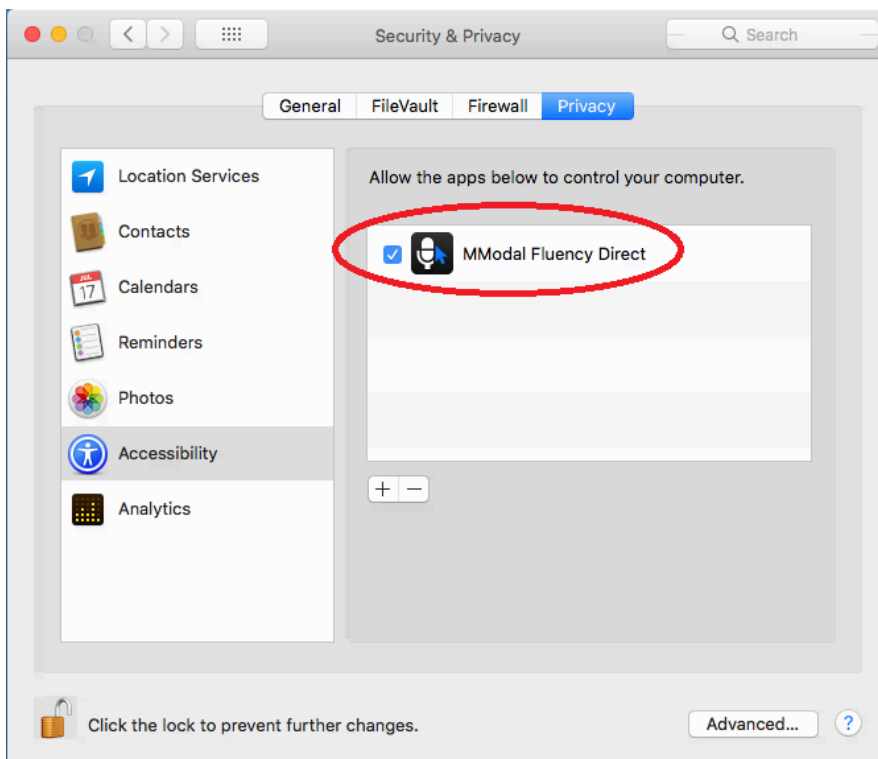 Security & Privacy
Search
General FileVault Firewall Privacy
Location Services
Contacts
JUL
17
Calendars
Reminders
Photos
Accessibility
Analytics
Allow the apps below to control your computer.
MModal Fluency Direct
+ −
Click the lock to prevent further changes.
Advanced... ?